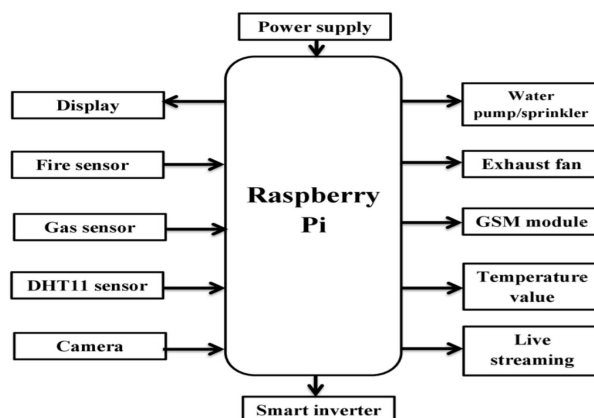 Power supply
Display
Fire sensor
Gas sensor
DHT11 sensor
Camera
Raspberry
Pi
Water
pump/sprinkler
Exhaust fan
GSM module
Temperature
value
Live
streaming
Smart inverter